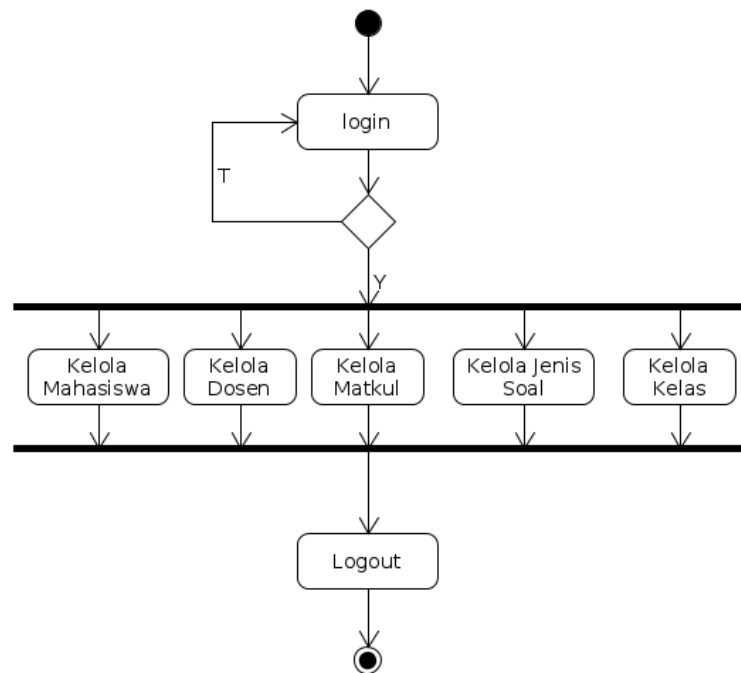 login
T
Y
Kelola
Mahasiswa
Kelola
Dosen
Kelola
Matkul
Kelola Jenis
Soal
Kelola
Kelas
Logout